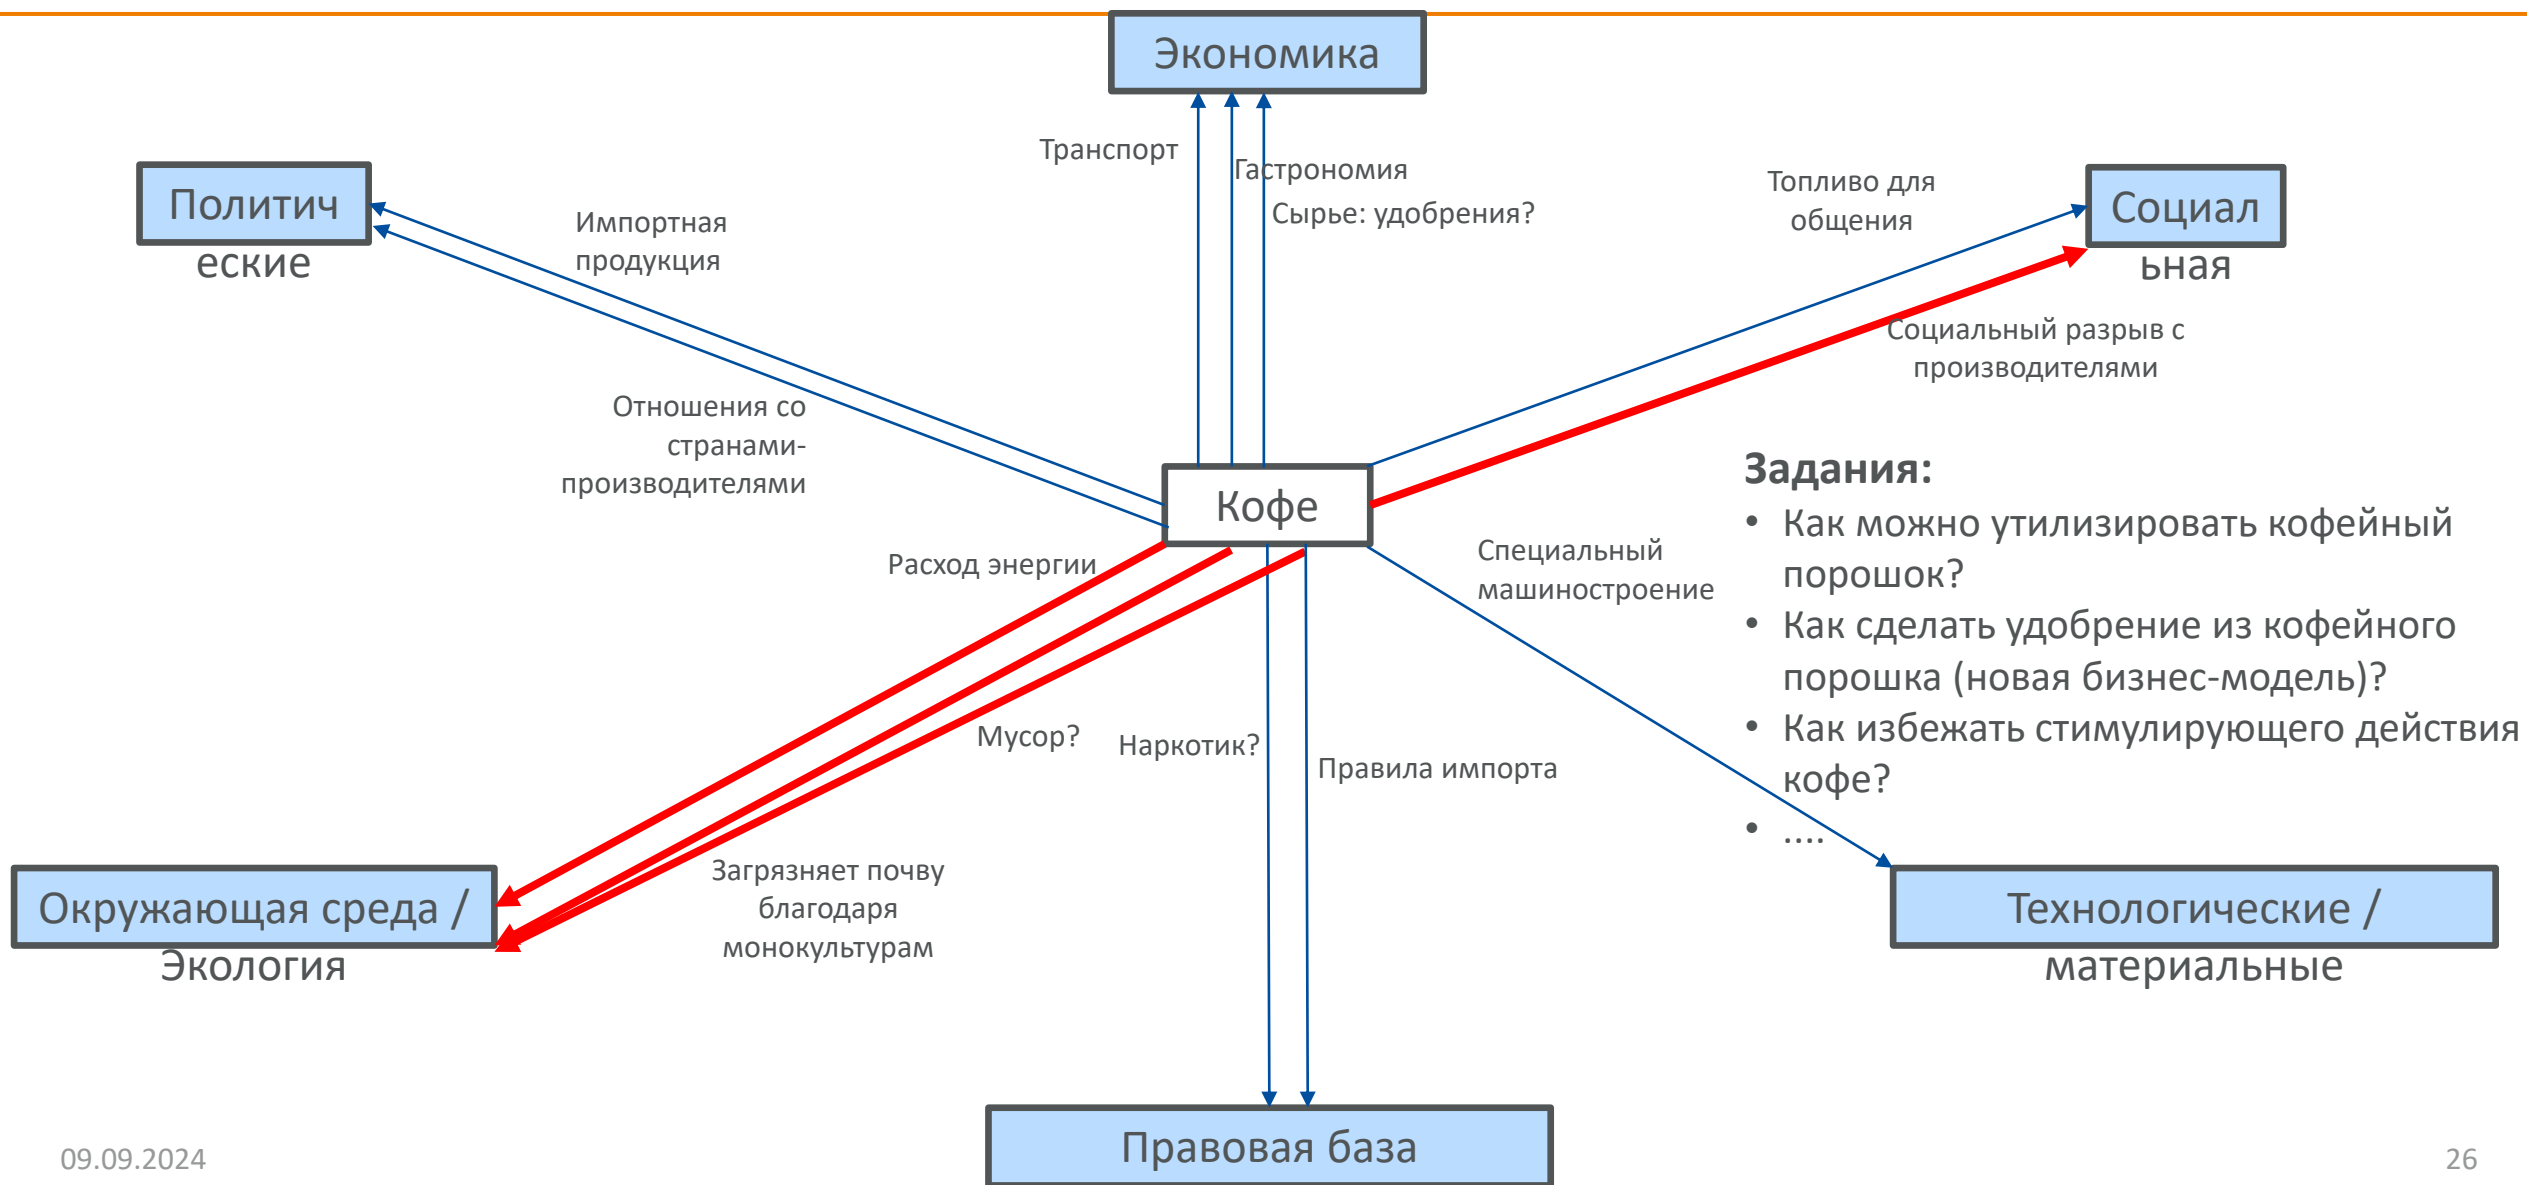 Экономика
Транспорт
Гастрономия
Сырье: удобрения?
Политич
еские
Импортная
продукция
Отношения со
странами-
производителями
Топливо для
общения
Социал
ьная
Социальный разрыв с
производителями
Кофе
Задания:
• Как можно утилизировать кофейный
порошок?
• Как сделать удобрение из кофейного
порошка (новая бизнес-модель)?
• Как избежать стимулирующего действия
кофе?
• ....
Специальный
машиностроение
Расход энергии
Мусор?
Наркотик?
Правила импорта
Загрязняет почву
благодаря
монокультурам
Окружающая среда /
Экология
Технологические /
материальные
Правовая база
09.09.2024
26